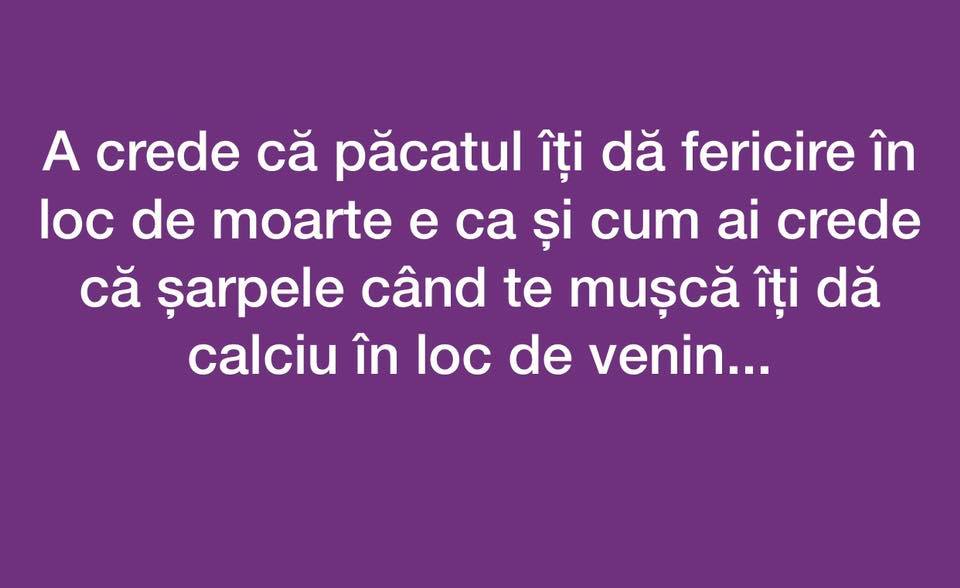 A crede că păcatul îți dă fericire în
loc de moarte e ca și cum ai crede
că șarpele când te mușcă îți dă
calciu în loc de venin...